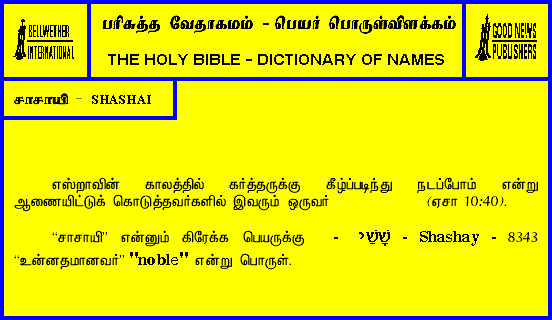 BELLWETHER
INTERNATIONAL
பரிசுத்த வேதாகமம் - பெயர் பொருள்விளக்கம்
THE HOLY BIBLE - DICTIONARY OF NAMES
GOOD NEWS
PUBLISHERS
சாசாயி - SHASHAI
எஸ்றாவின் காலத்தில் கர்த்தருக்கு கீழ்ப்படிந்து நடப்போம் என்று
ஆணையிட்டுக் கொடுத்தவர்களில் இவரும் ஒருவர் (ஏசா 10:40).
“சாசாயி” என்னும் கிரேக்க பெயருக்கு - שָׁשַׁי - Shashay - 8343
“உன்னதமானவர்” "noble" என்று பொருள்.